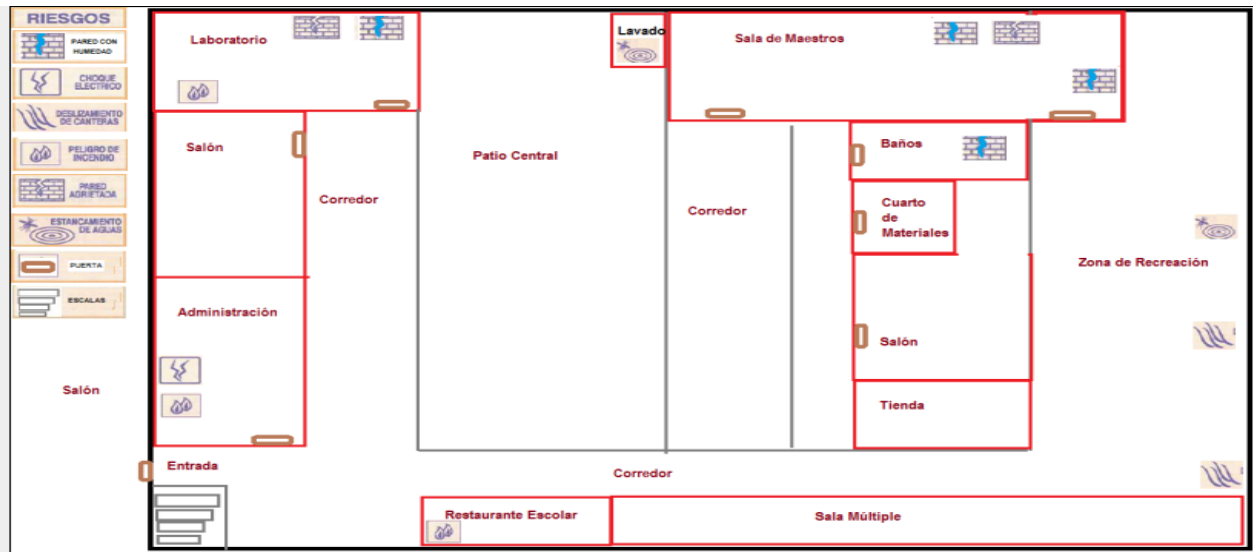 RIESGOS
PARED CON
HUMEDAD
CHOQUE
ELECTRICO
DESLIZAMIENTO
DE CANTERAS
PELIGRO DE
INCENDIO
PARED
AGRIETADA
ESTANCAMIENTO
DE AGUAS
PUERTA
ESCALAS
Salón
Laboratorio
Lavado
Sala de Maestros
Salón
Patio Central
Baños
Corredor
Corredor
Cuarto
de
Materiales
Zona de Recreación
Administración
Salón
Tienda
Entrada
Corredor
Restaurante Escolar
Sala Múltiple